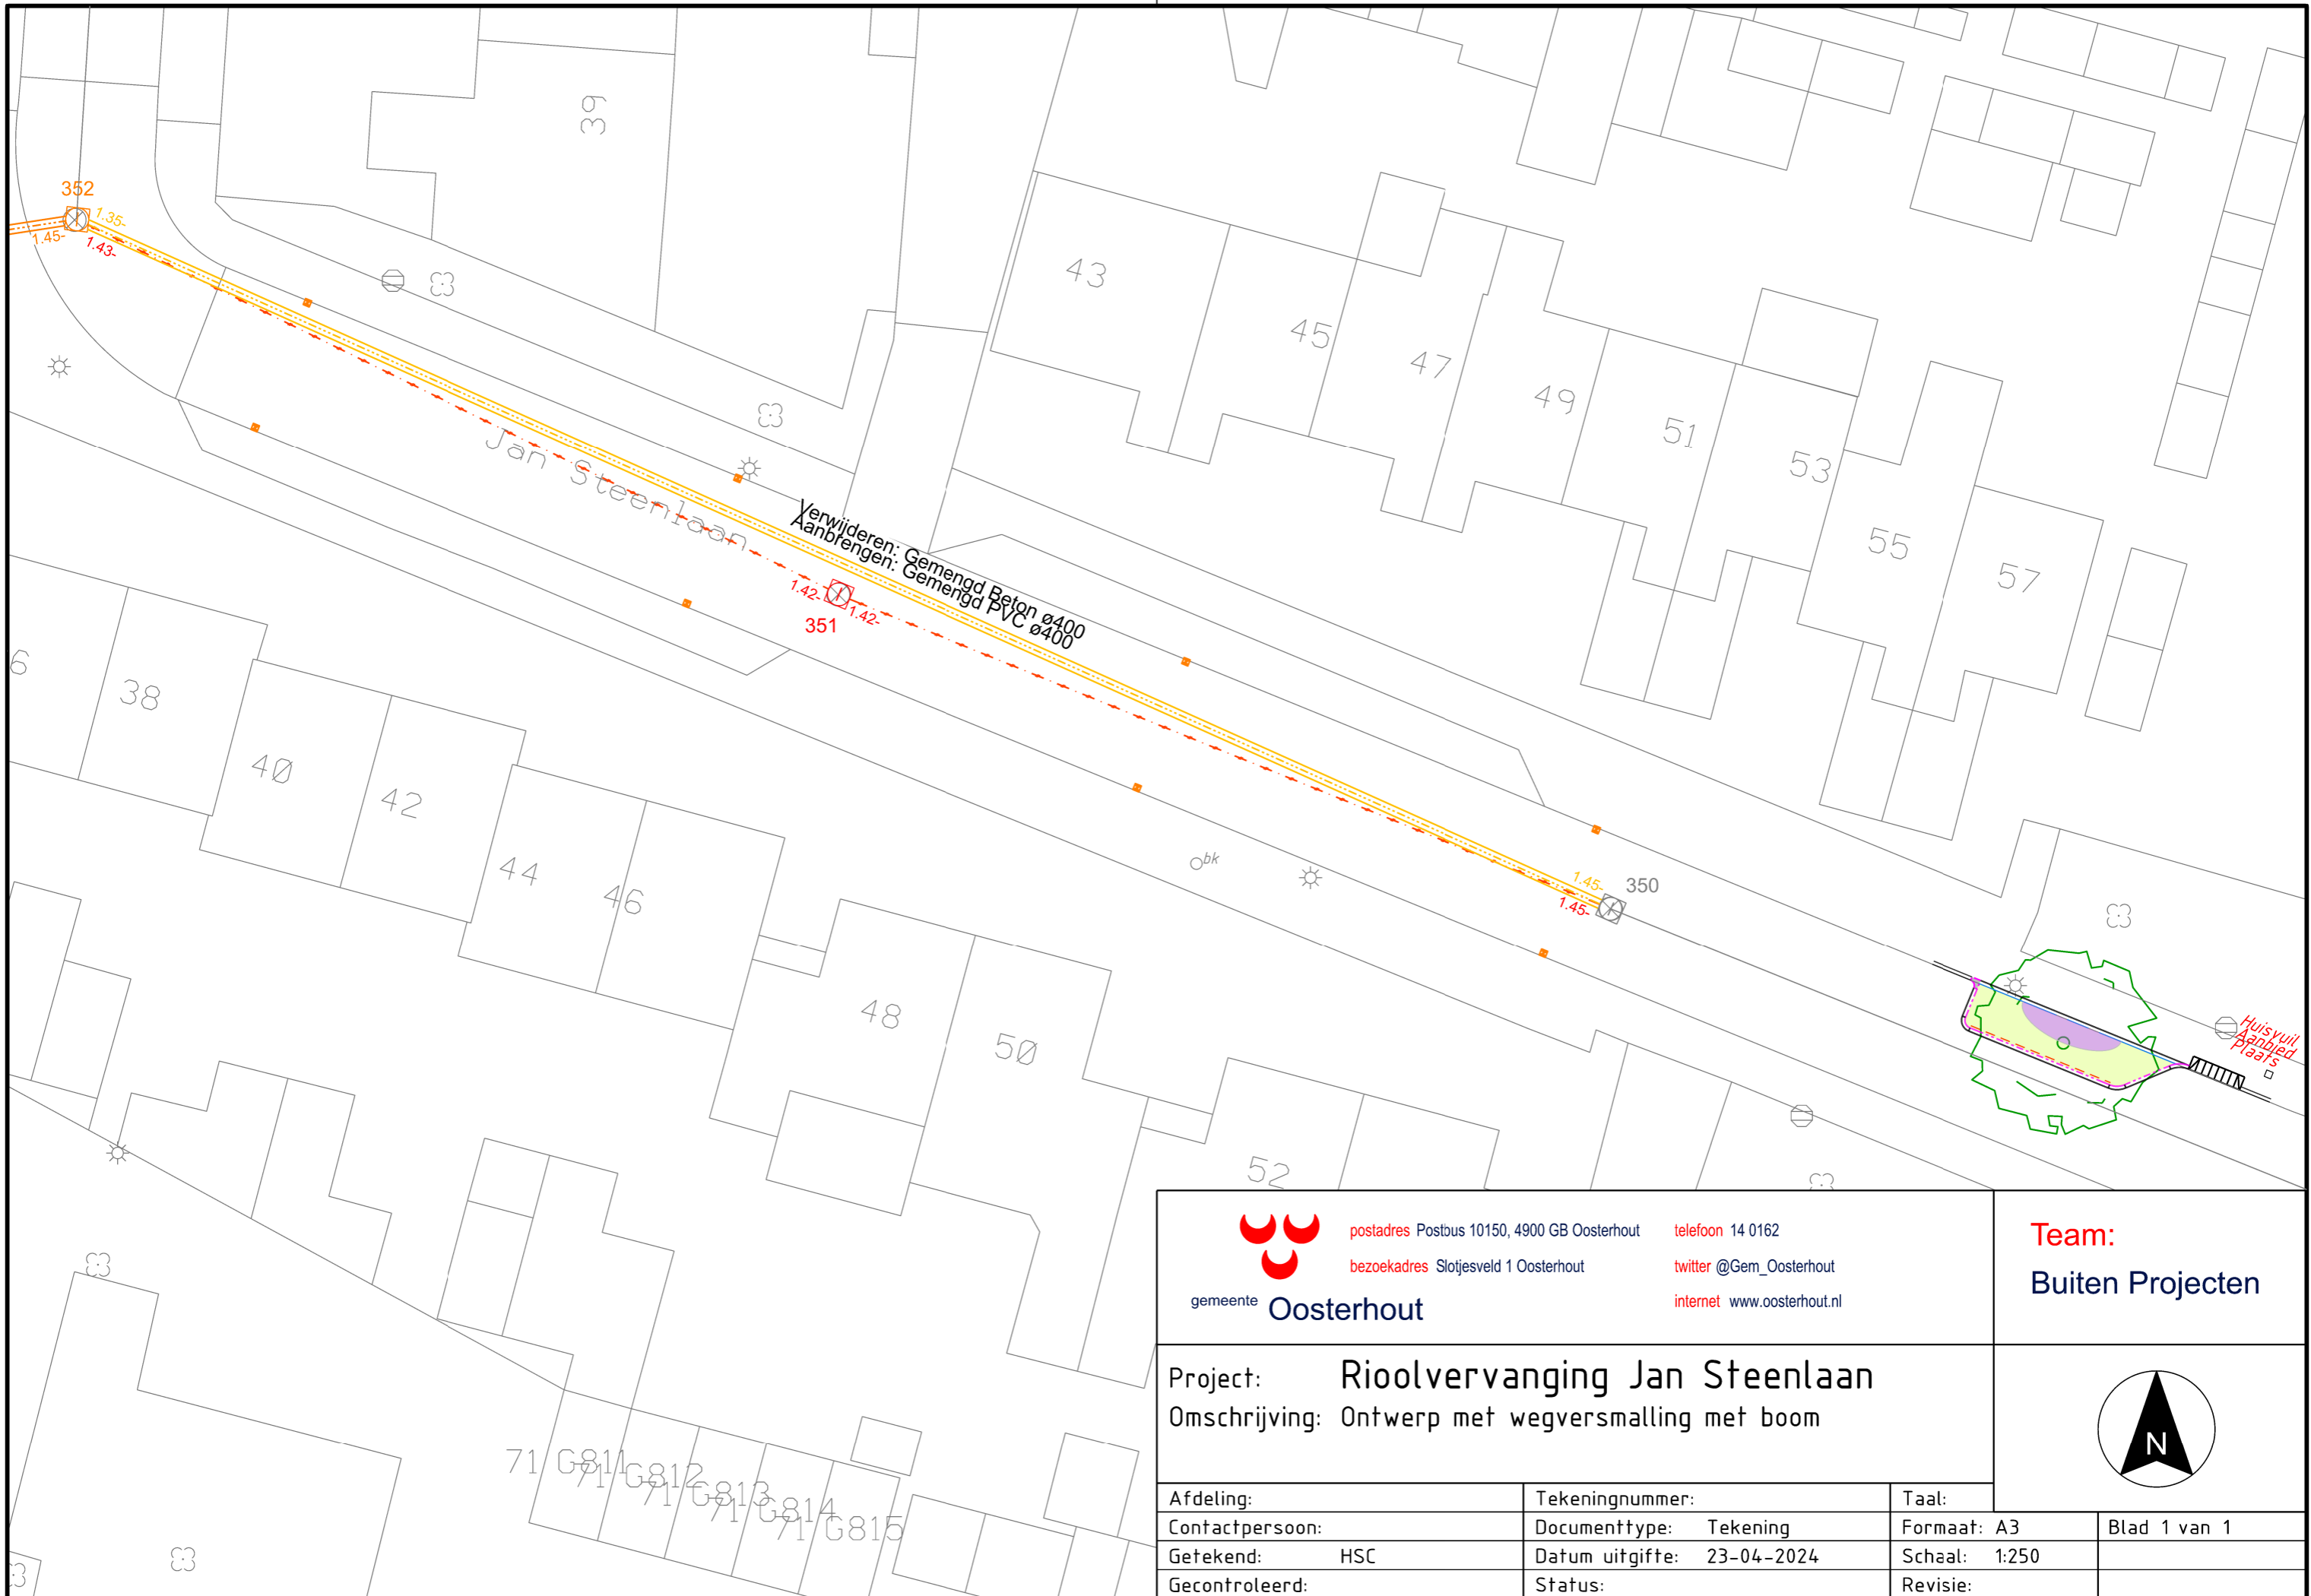 39
352
1.35-
1.45-
1.43-
43
45
47
49
51
53
55
57
Jan Steenlaan
Verwijderen: Gemengd Beton ø400
Aanbrengen: Gemengd PVC ø400
1.42-
1.42-
351
6
38
40
42
44
46
48
50
52
bk
1.45-
350
1.45-
Huisvuil
Aanbied
Plaats
71 G811
71 G812
71 G813
71 G814
71 G815
postadres Postbus 10150, 4900 GB Oosterhout
telefoon 14 0162
bezoekadres Slotjesveld 1 Oosterhout
twitter @Gem_Oosterhout
gemeente Oosterhout
internet www.oosterhout.nl
Team:
Buiten Projecten
Project: Rioolvervanging Jan Steenlaan
Omschrijving: Ontwerp met wegversmalling met boom
N
Afdeling:
Tekeningnummer:
Taal:
Contactpersoon:
Documenttype: Tekening
Formaat: A3
Blad 1 van 1
Getekend: HSC
Datum uitgifte: 23-04-2024
Schaal: 1:250
Gecontroleerd:
Status:
Revisie: